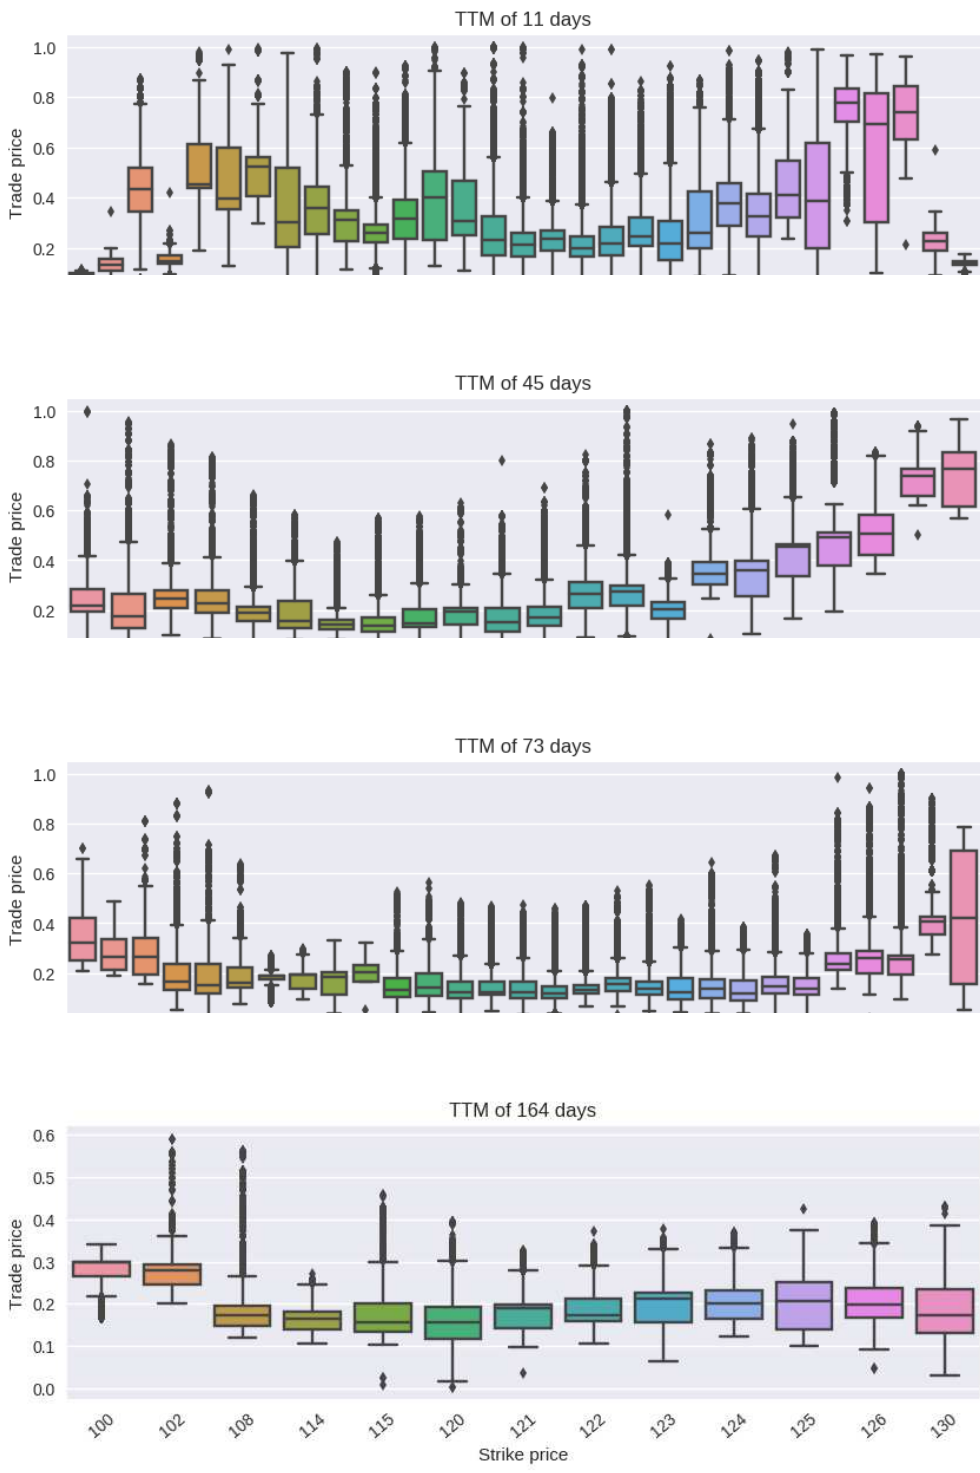 TTM of 11 days
1.0
0.8
0.6
0.4
0.2
Trade price
TTM of 45 days
1.0
0.8
0.6
0.4
0.2
Trade price
TTM of 73 days
1.0
0.8
0.6
0.4
0.2
Trade price
TTM of 164 days
0.6
0.5
0.4
0.3
0.2
0.1
0.0
Trade price
100 102 108 114 115 120 121 122 123 124 125 126 130
Strike price